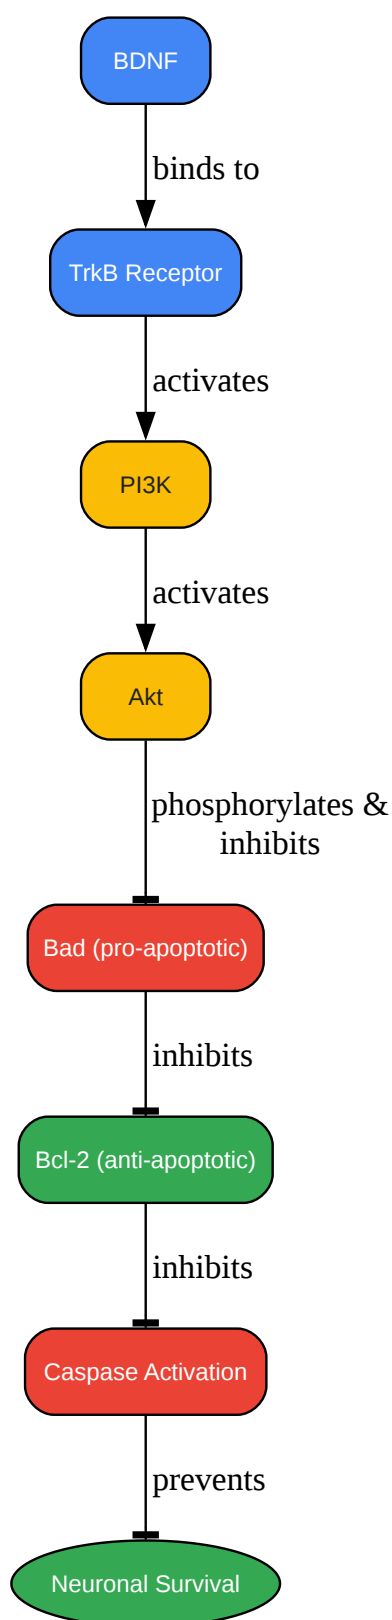 BDNF
binds to
TrkB Receptor
activates
PI3K
activates
Akt
phosphorylates &
inhibits
Bad (pro-apoptotic)
inhibits
Bcl-2 (anti-apoptotic)
inhibits
Caspase Activation
prevents
Neuronal Survival